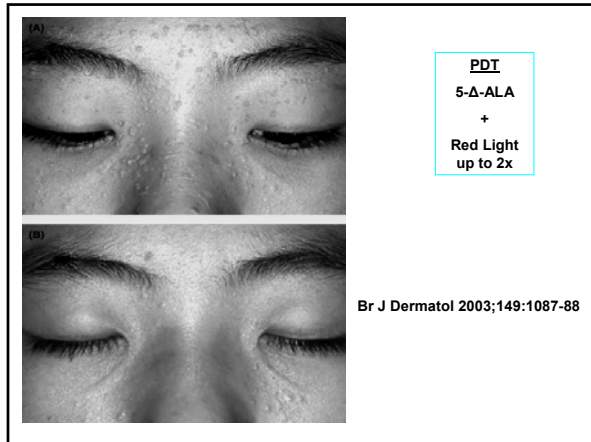 (A)
PDT
5-Δ-ALA
+
Red Light
up to 2x
(B)
Br J Dermatol 2003;149:1087-88